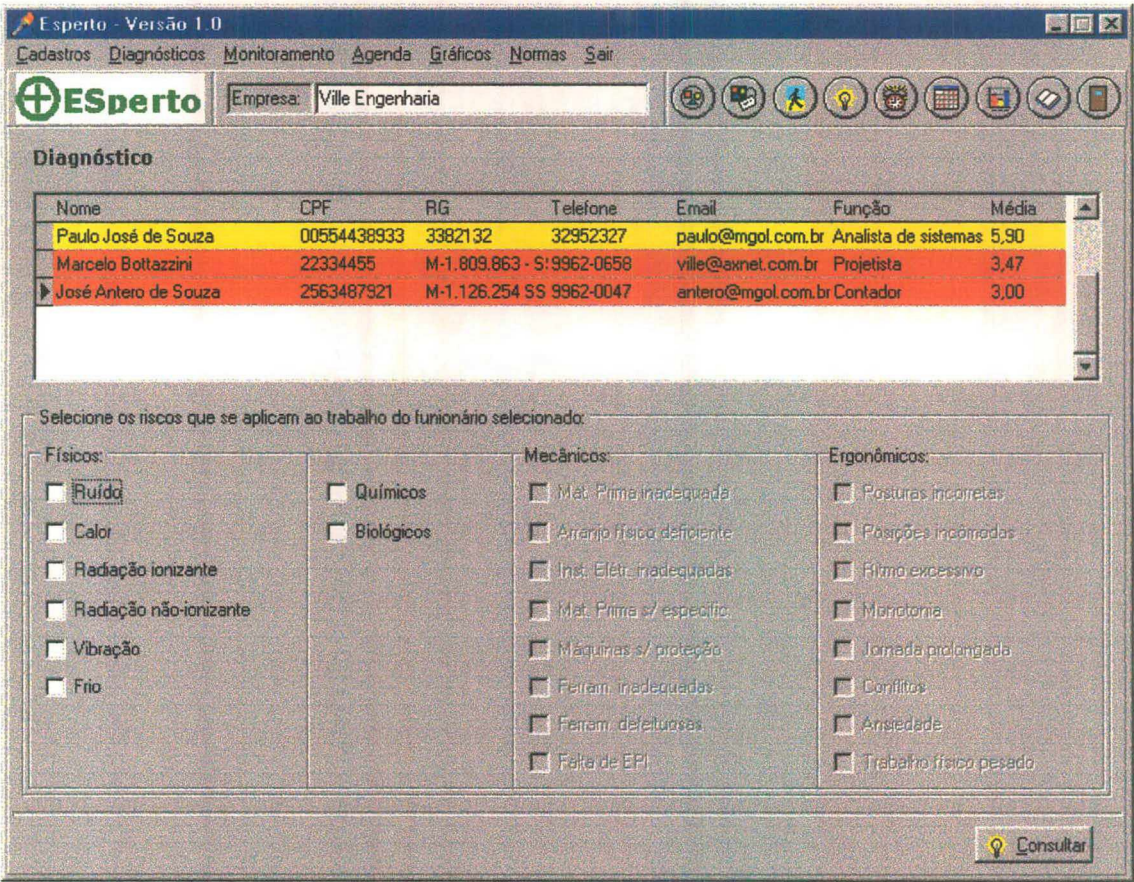 Esperto - Versão 1.0
Cadastros Diagnósticos Monitoramento Agenda Gráficos Normas Sair
ESperto Empresa: Ville Engenharia
Diagnóstico
Nome CPF RG Telefone Email Função Média
Paulo José de Souza 00554438933 3382132 32952327 paulo@mgol.com.br Analista de sistemas 5,90
Marcelo Bottazzini 22334455 M-1.809.863 - S 9962-0658 ville@axnet.com.br Projetista 3,47
José Antero de Souza 2563487921 M-1.126.254 SS 9962-0047 antero@mgol.com.br Contador 3,00
Selecione os riscos que se aplicam ao trabalho do funionário selecionado:
Físicos: Mecânicos: Ergonômicos:
Ruído Químicos Mat. Prima inadequada Posturas incorretas
Calor Biológicos Arranjo físico deficiente Posições incômodas
Radiação ionizante Inst. Elétr. inadequadas Ritmo excessivo
Radiação não-ionizante Mat. Prima s/ especific. Monotonia
Vibração Máquinas s/ proteção Jornada prolongada
Frio Ferram. inadequadas Conflitos
Ferram. defeituosas Ansiedade
Falta de EPI Trabalho físico pesado
Consultar